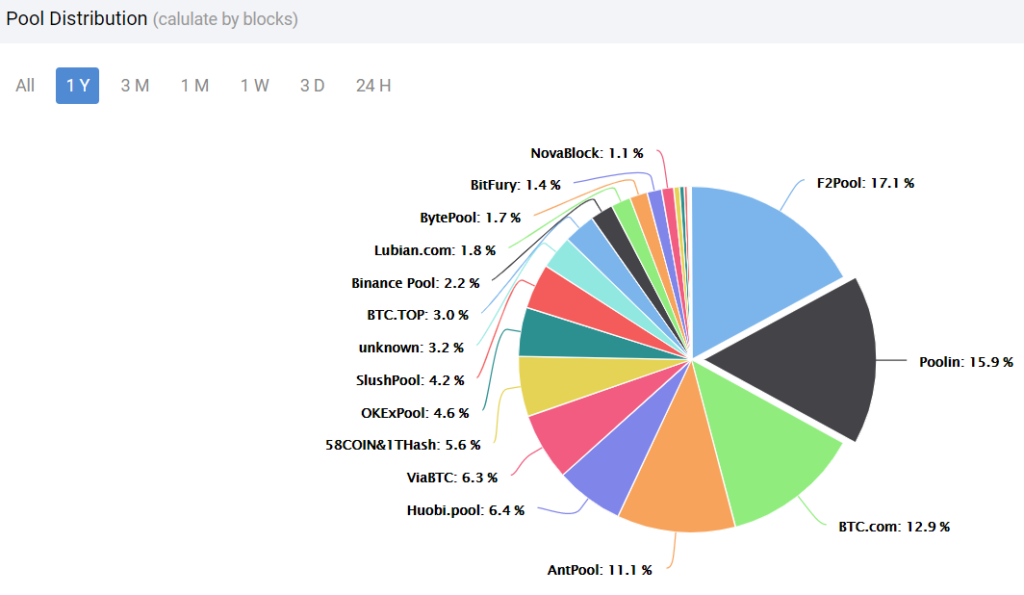 Pool Distribution (calulate by blocks)
All 1 Y 3 M 1 M 1 W 3 D 24 H
NovaBlock: 1.1 %
F2Pool: 17.1 %
BitFury: 1.4 %
BytePool: 1.7 %
Lubian.com: 1.8 %
Binance Pool: 2.2 %
BTC.TOP: 3.0 %
unknown: 3.2 %
Poolin: 15.9 %
SlushPool: 4.2 %
OKExPool: 4.6 %
58COIN&1THash: 5.6 %
ViaBTC: 6.3 %
Huobi.pool: 6.4 %
BTC.com: 12.9 %
AntPool: 11.1 %